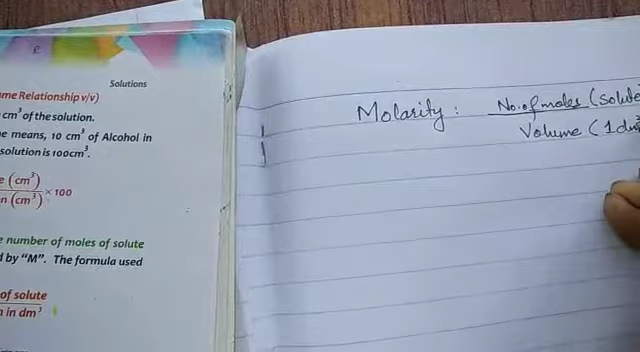 Solutions
me Relationship v/v)
cm³ of the solution.
e means, 10 cm³ of Alcohol in
solution is 100cm³.
e (cm³)
n (cm³) × 100
e number of moles of solute
d by “M”. The formula used
of solute
n in dm³
Molarity : No. of moles (Solute
Volume (1dm³